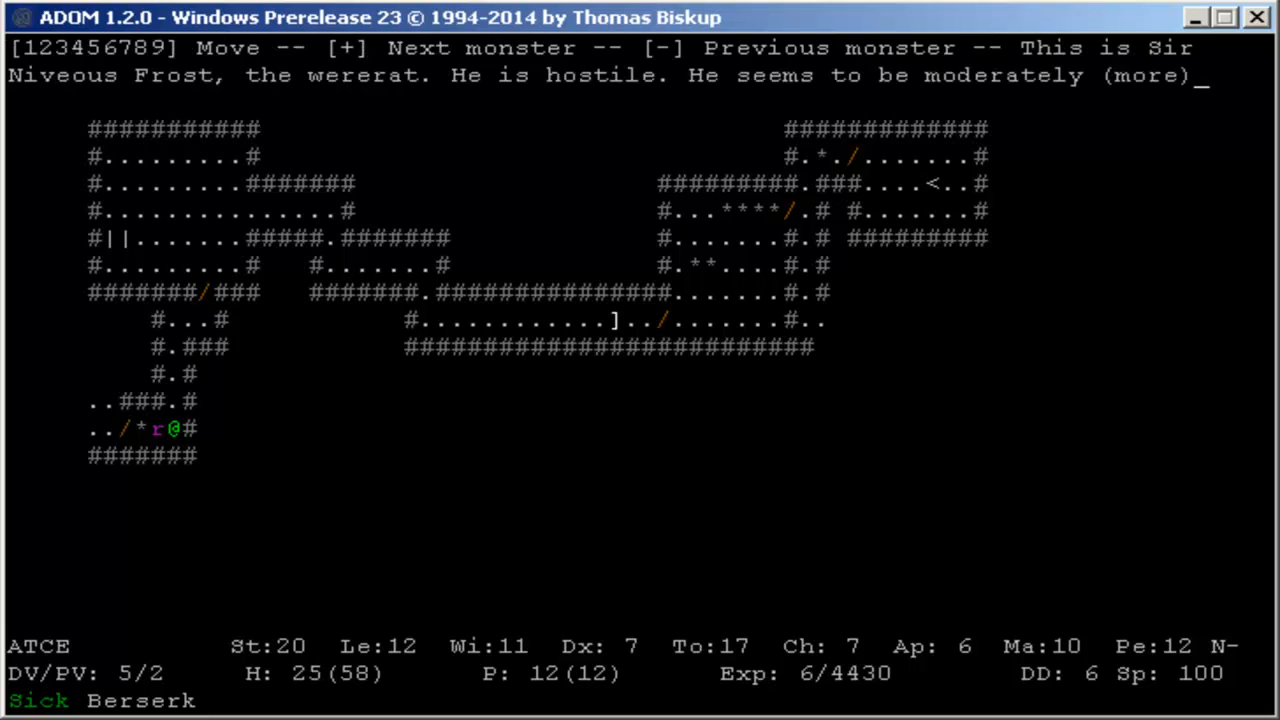 ADOM 1.2.0 - Windows Prerelease 23 © 1994-2014 by Thomas Biskup
[123456789] Move -- [+] Next monster -- [-] Previous monster -- This is Sir
Niveous Frost, the wererat. He is hostile. He seems to be moderately (more)_
###########                                 #############
#.........#                                 #.*./.......#
#.........#######                   #########.###....<..#
#...............#                   #...****/.# #.......#
#||.......#####.#######             #.......#.# #########
#.........#   #.......#             #.**....#.#
#######/###   #######.###############.......#.#
#...#           #............]../.......#..
#.###           ##########################
#.#
..###.#
../*r@#
#######
ATCE St:20 Le:12 Wi:11 Dx: 7 To:17 Ch: 7 Ap: 6 Ma:10 Pe:12 N-
DV/PV: 5/2 H: 25(58) P: 12(12) Exp: 6/4430 DD: 6 Sp: 100
Sick Berserk